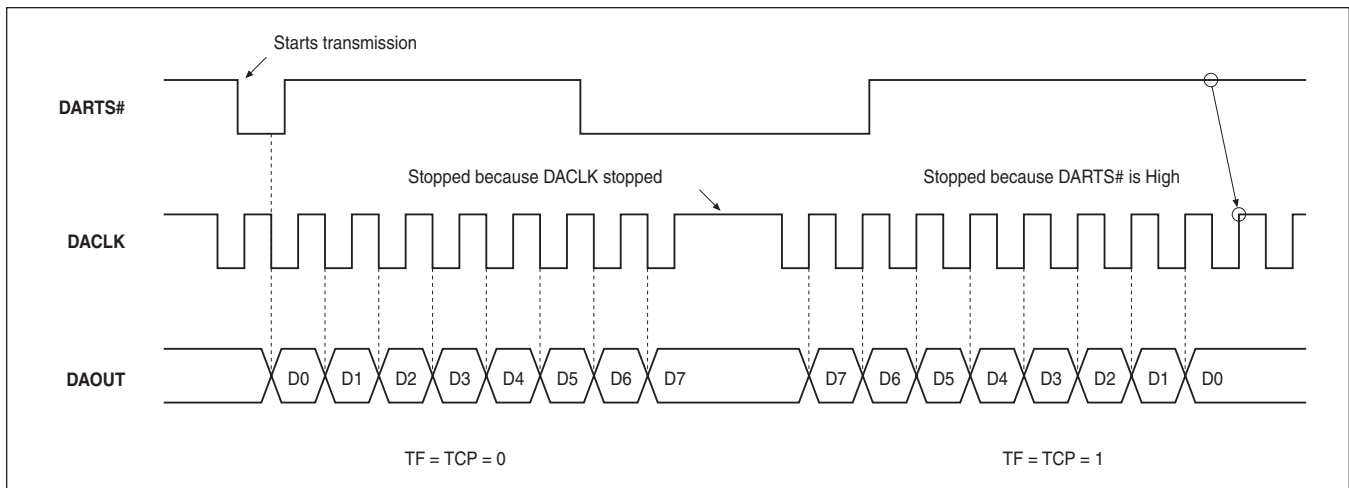 Starts transmission
DARTS#
Stopped because DACLK stopped
Stopped because DARTS# is High
DACLK
DAOUT
D0 D1 D2 D3 D4 D5 D6 D7 D7 D6 D5 D4 D3 D2 D1 D0
TF = TCP = 0
TF = TCP = 1